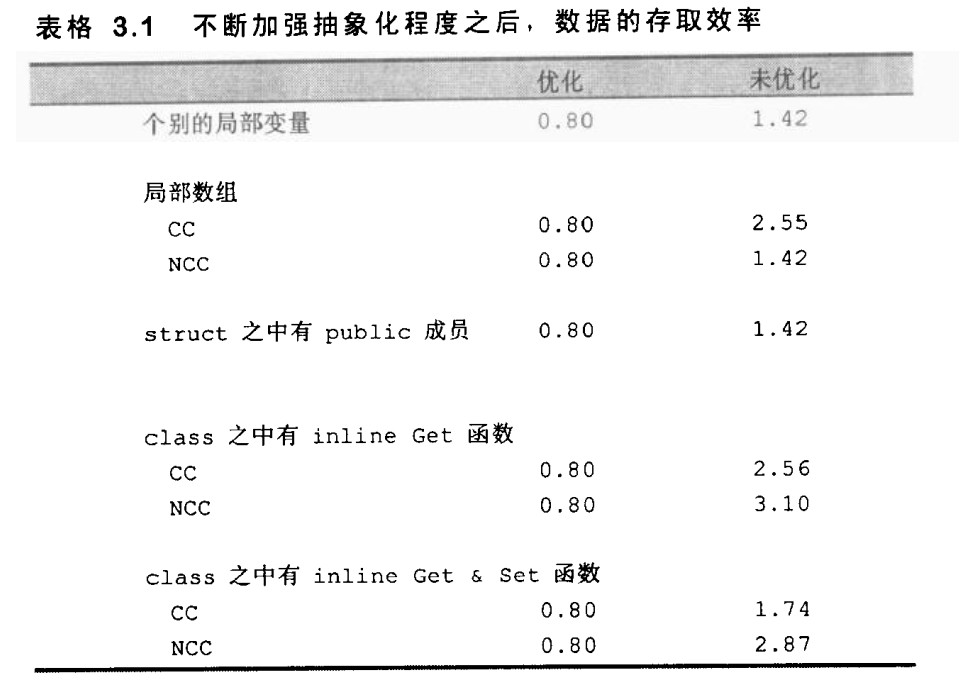 表格 3.1 不断加强抽象化程度之后，数据的存取效率
优化 未优化
个别的局部变量 0.80 1.42
局部数组
CC 0.80 2.55
NCC 0.80 1.42
struct 之中有 public 成员 0.80 1.42
class 之中有 inline Get 函数
CC 0.80 2.56
NCC 0.80 3.10
class 之中有 inline Get & Set 函数
CC 0.80 1.74
NCC 0.80 2.87